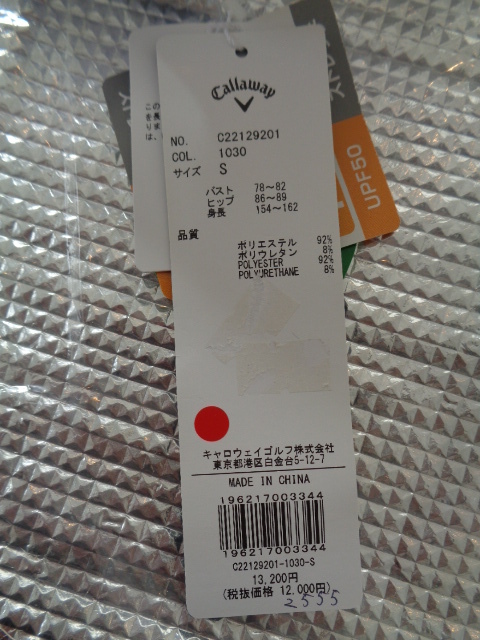 Callaway
NO. C22129201
COL. 1030
サイズ S
バスト 78～82
ヒップ 86～89
身長 154～162
品質
ポリエステル 92%
ポリウレタン 8%
POLYESTER 92%
POLYURETHANE 8%
キャロウェイゴルフ株式会社
東京都港区白金台5-12-7
MADE IN CHINA
196217003344
196217003344
C22129201-1030-S
13,200円
(税抜価格 12,000円)
2555
UPF50